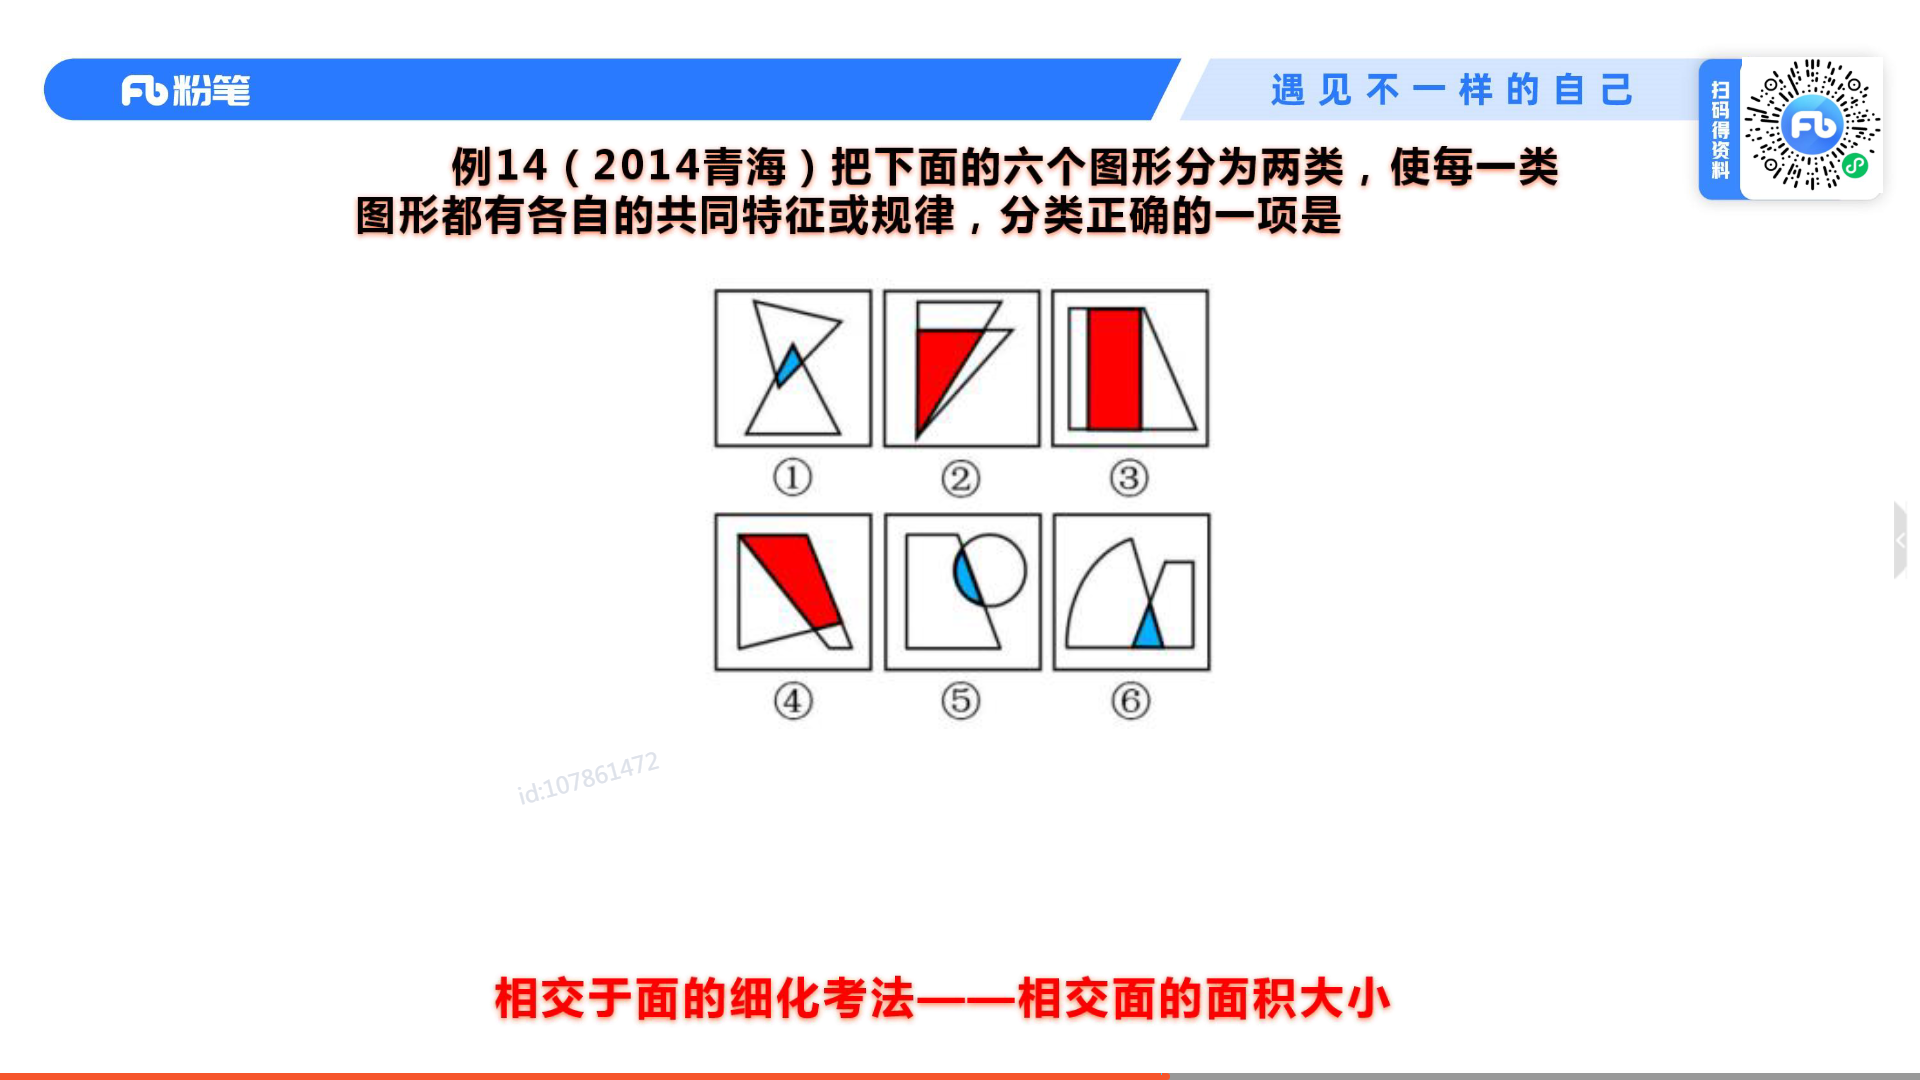 Fb粉笔
遇见不一样的自己
扫码得资料
例14（2014青海）把下面的六个图形分为两类，使每一类
图形都有各自的共同特征或规律，分类正确的一项是
① ② ③
④ ⑤ ⑥
id:107861472
相交于面的细化考法——相交面的面积大小